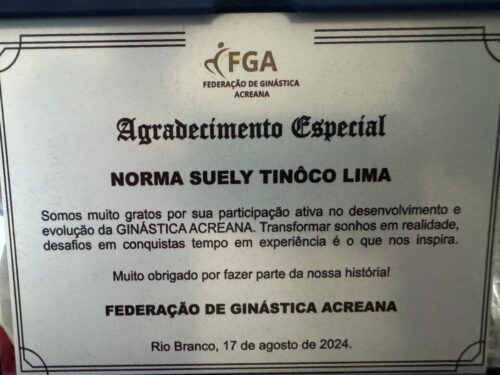 FGA
FEDERAÇÃO DE GINÁSTICA
ACREANA
Agradecimento Especial
NORMA SUELY TINÔCO LIMA
Somos muito gratos por sua participação ativa no desenvolvimento e
evolução da GINÁSTICA ACREANA. Transformar sonhos em realidade,
desafios em conquistas tempo em experiência é o que nos inspira.
Muito obrigado por fazer parte da nossa história!
FEDERAÇÃO DE GINÁSTICA ACREANA
Rio Branco, 17 de agosto de 2024.